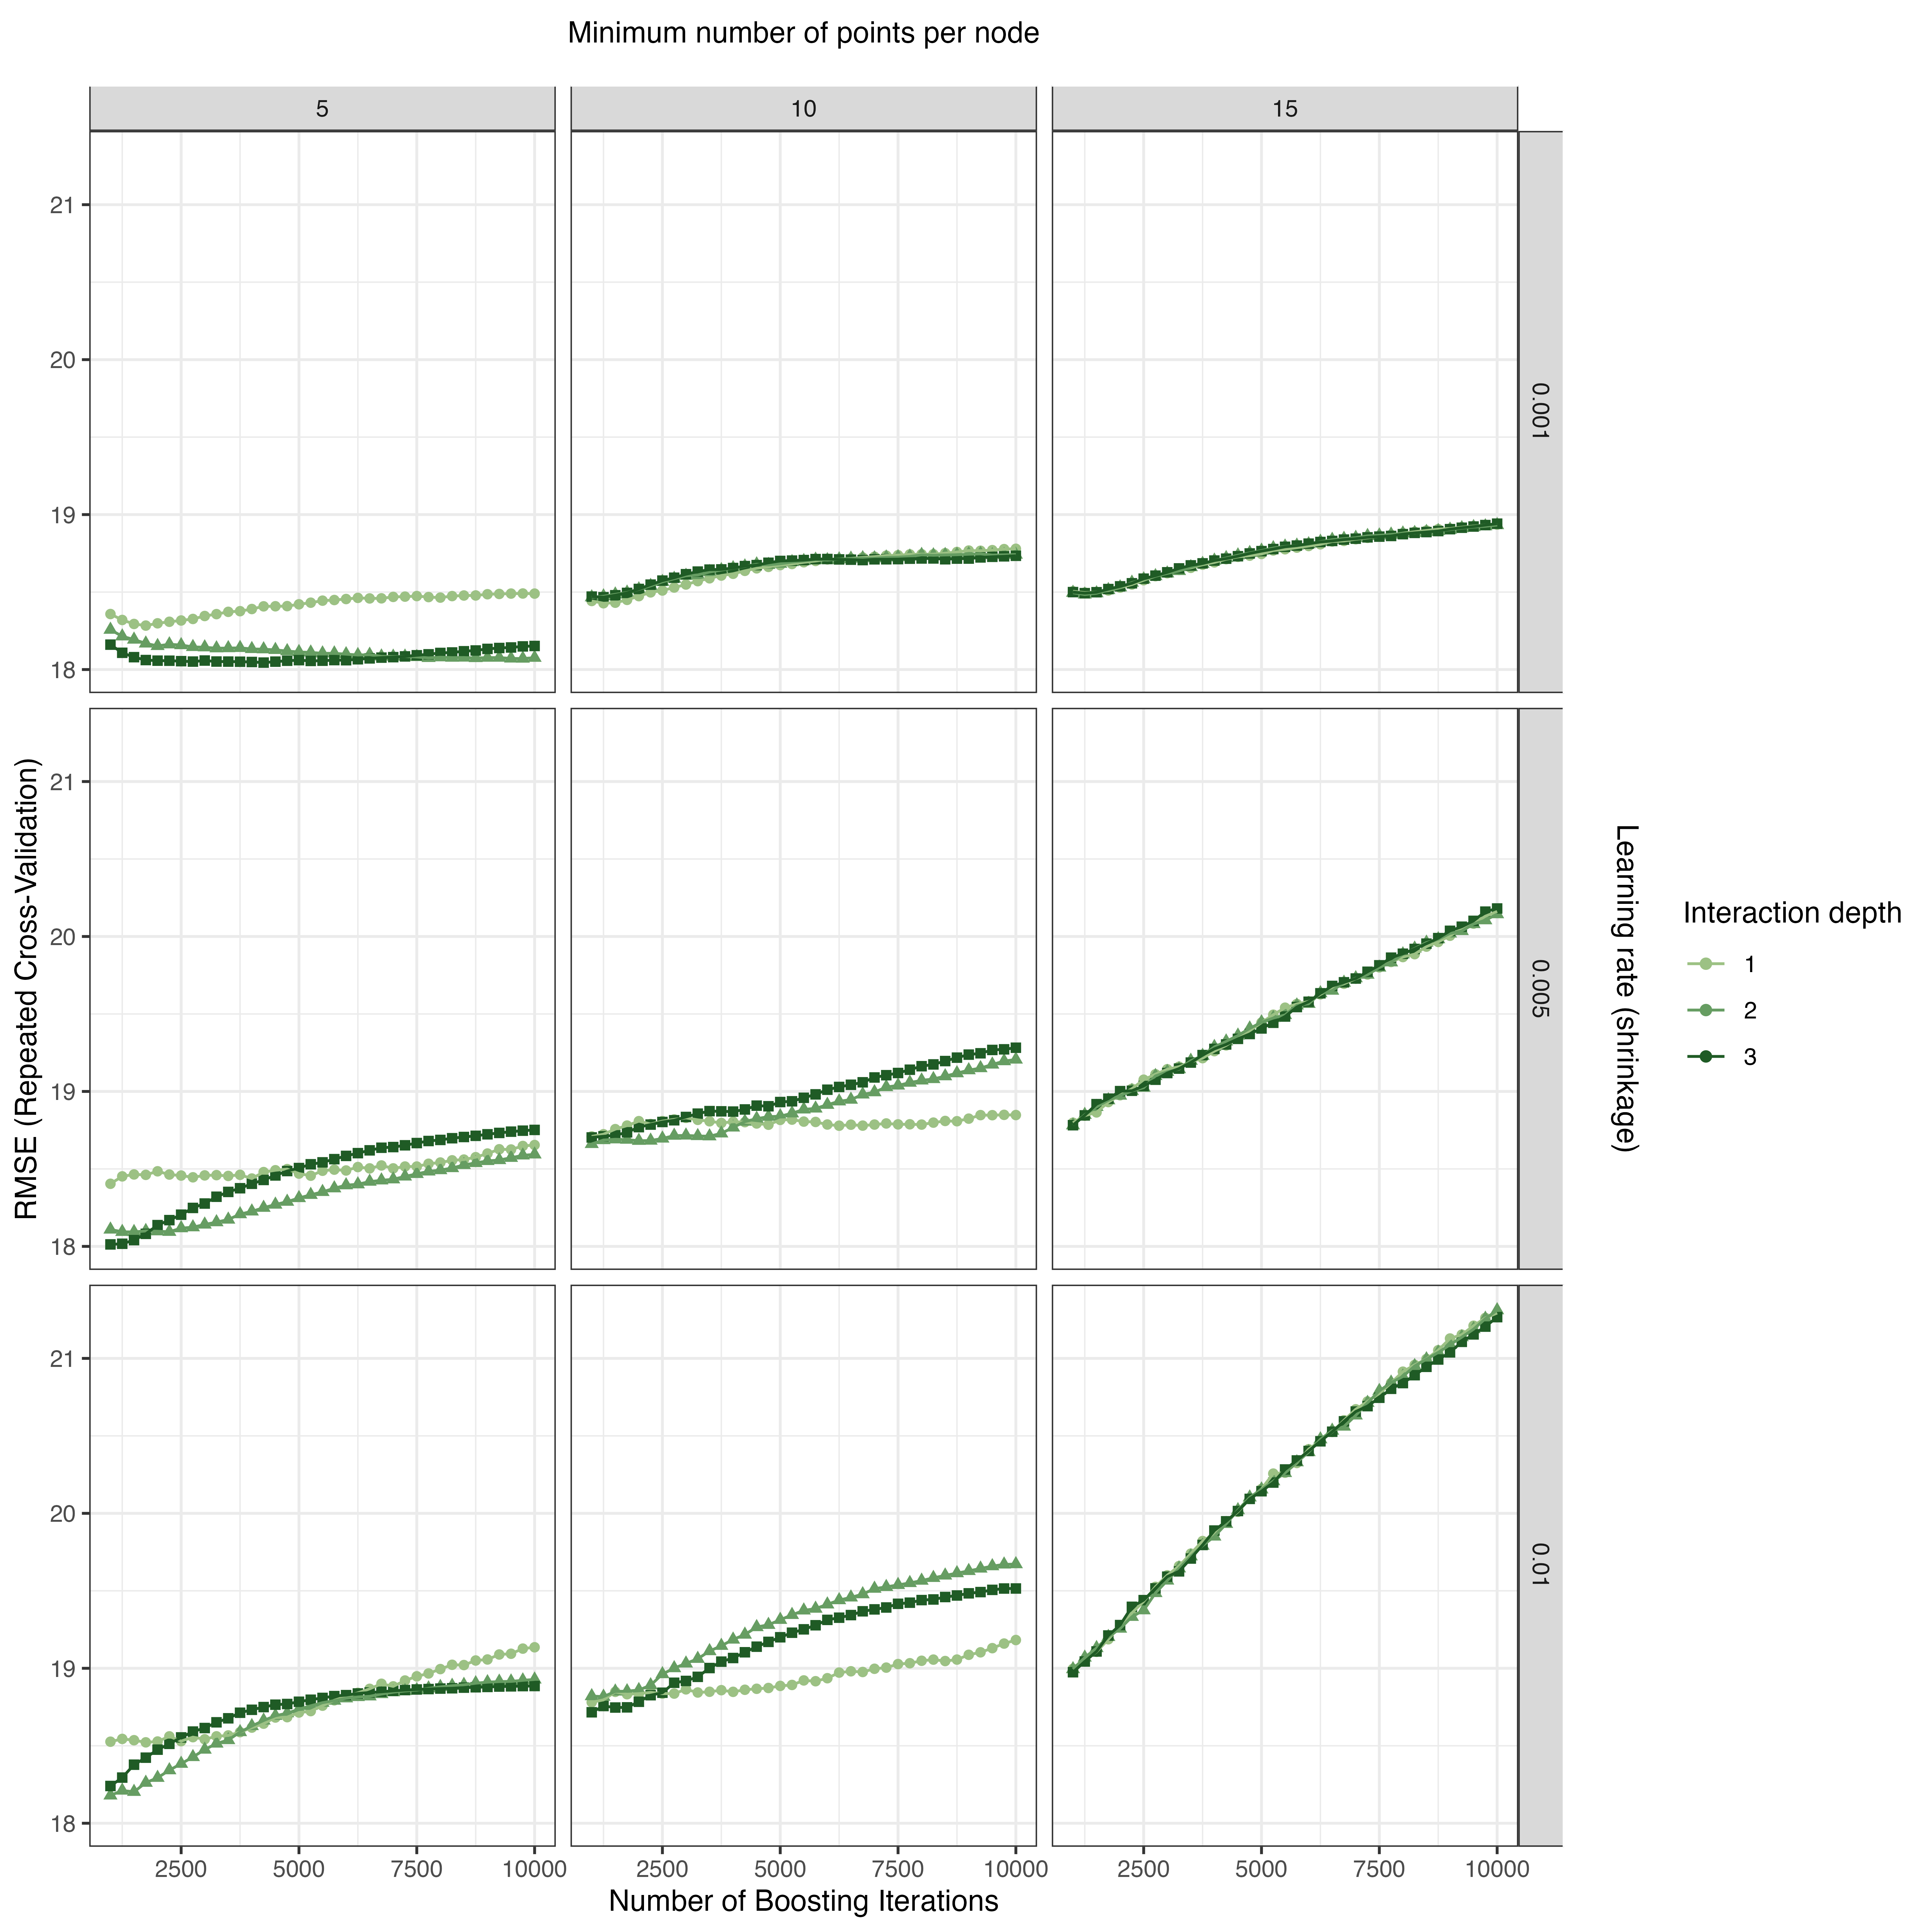 Minimum number of points per node
5
10
15
21
20
19
18
0.001
21
20
19
18
0.005
21
20
19
18
0.01
2500 5000 7500 10000
2500 5000 7500 10000
2500 5000 7500 10000
Number of Boosting Iterations
RMSE (Repeated Cross-Validation)
Learning rate (shrinkage)
Interaction depth
1
2
3